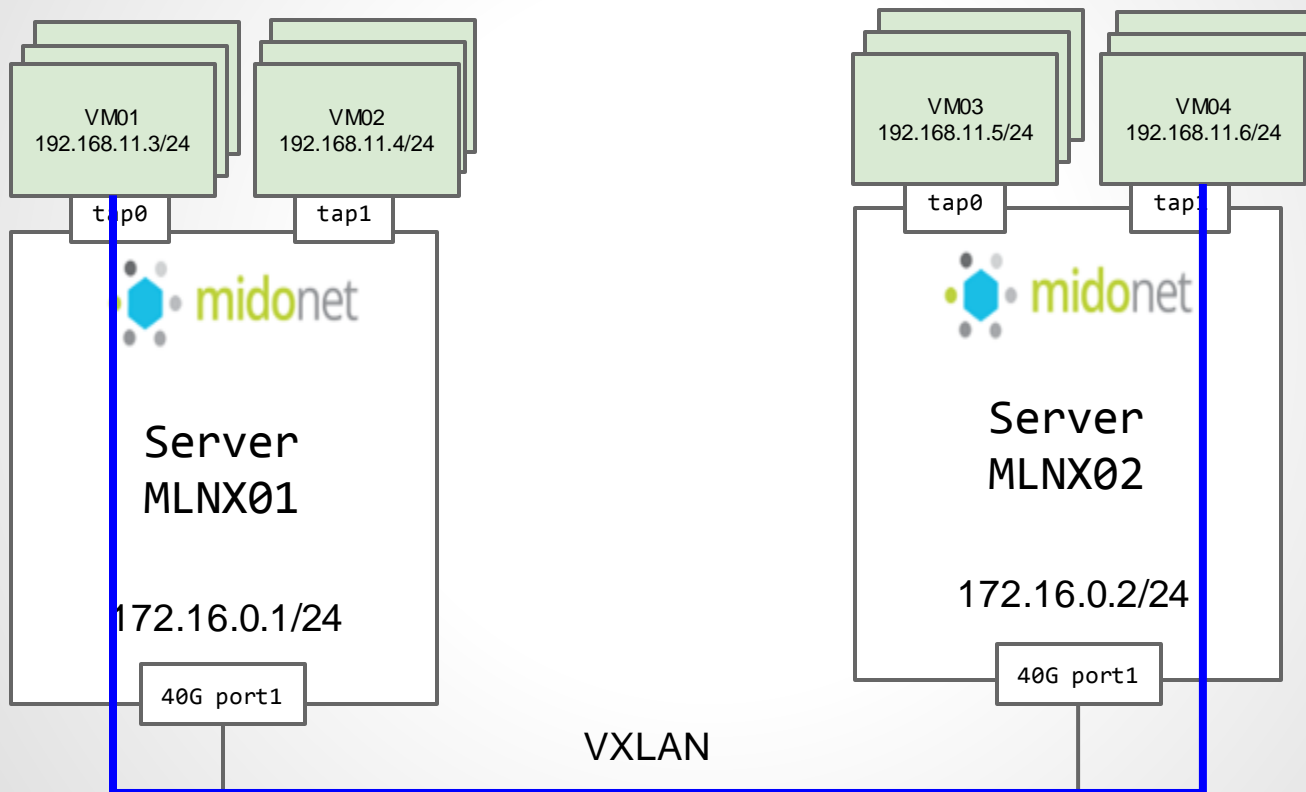 VM01
192.168.11.3/24
VM02
192.168.11.4/24
VM03
192.168.11.5/24
VM04
192.168.11.6/24
tap0
tap1
tap0
tap1
midonet
midonet
Server
MLNX01
Server
MLNX02
172.16.0.1/24
172.16.0.2/24
40G port1
40G port1
VXLAN